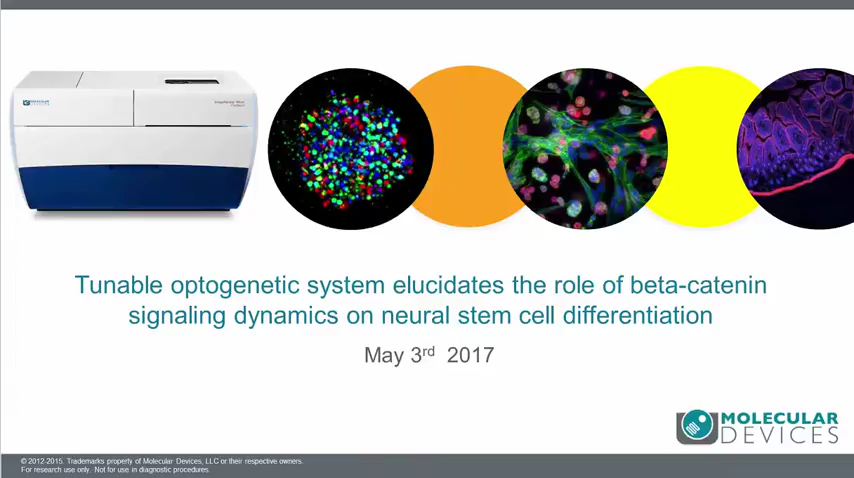 MOLECULAR
DEVICES
Tunable optogenetic system elucidates the role of beta-catenin
signaling dynamics on neural stem cell differentiation
May 3rd 2017
MOLECULAR
DEVICES
© 2012-2015. Trademarks property of Molecular Devices, LLC or their respective owners.
For research use only. Not for use in diagnostic procedures.